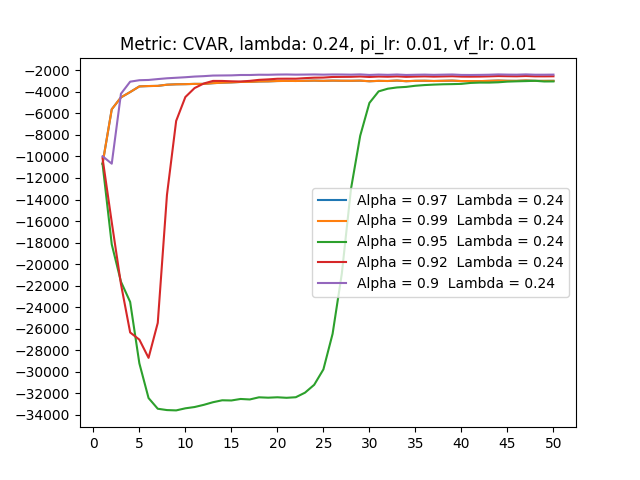 Metric: CVAR, lambda: 0.24, pi_lr: 0.01, vf_lr: 0.01
−2000
−4000
−6000
−8000
−10000
−12000
−14000
−16000
−18000
−20000
−22000
−24000
−26000
−28000
−30000
−32000
−34000
Alpha = 0.97 Lambda = 0.24
Alpha = 0.99 Lambda = 0.24
Alpha = 0.95 Lambda = 0.24
Alpha = 0.92 Lambda = 0.24
Alpha = 0.9 Lambda = 0.24
0 5 10 15 20 25 30 35 40 45 50